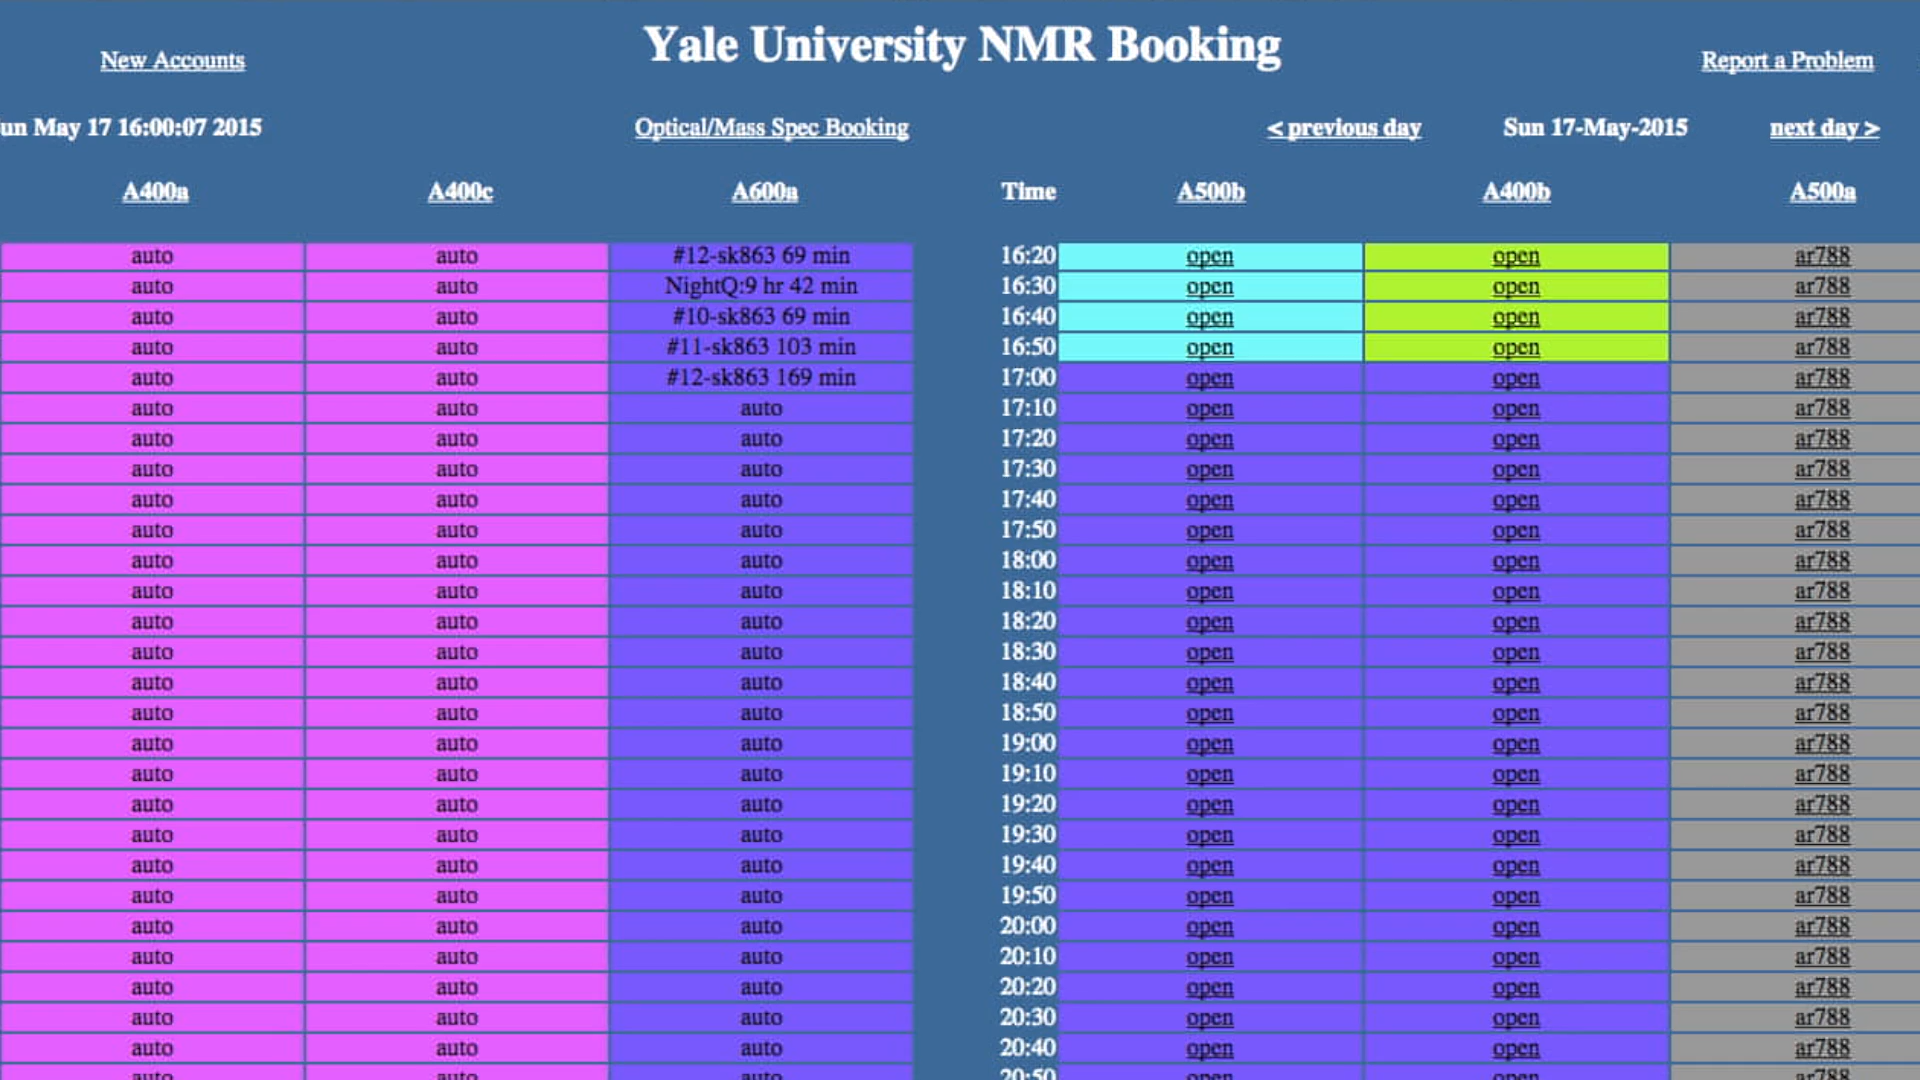 Yale University NMR Booking
New Accounts
Report a Problem
un May 17 16:00:07 2015 Optical/Mass Spec Booking < previous day Sun 17-May-2015 next day >
A400a A400c A600a Time A500b A400b A500a
auto auto #12-sk863 69 min 16:20 open open ar788
auto auto NightQ:9 hr 42 min 16:30 open open ar788
auto auto #10-sk863 69 min 16:40 open open ar788
auto auto #11-sk863 103 min 16:50 open open ar788
auto auto #12-sk863 169 min 17:00 open open ar788
auto auto auto 17:10 open open ar788
auto auto auto 17:20 open open ar788
auto auto auto 17:30 open open ar788
auto auto auto 17:40 open open ar788
auto auto auto 17:50 open open ar788
auto auto auto 18:00 open open ar788
auto auto auto 18:10 open open ar788
auto auto auto 18:20 open open ar788
auto auto auto 18:30 open open ar788
auto auto auto 18:40 open open ar788
auto auto auto 18:50 open open ar788
auto auto auto 19:00 open open ar788
auto auto auto 19:10 open open ar788
auto auto auto 19:20 open open ar788
auto auto auto 19:30 open open ar788
auto auto auto 19:40 open open ar788
auto auto auto 19:50 open open ar788
auto auto auto 20:00 open open ar788
auto auto auto 20:10 open open ar788
auto auto auto 20:20 open open ar788
auto auto auto 20:30 open open ar788
auto auto auto 20:40 open open ar788
auto auto auto 20:50 open open ar788